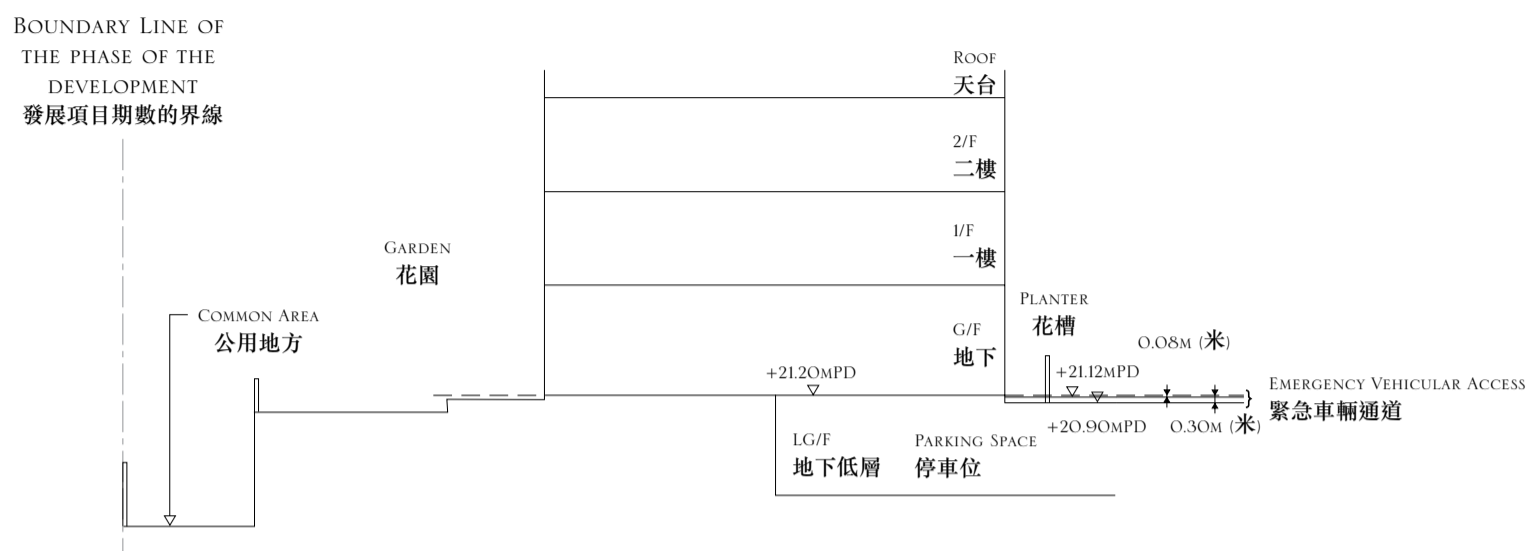 BOUNDARY LINE OF
THE PHASE OF THE
DEVELOPMENT
發展項目期數的界線
ROOF
天台
2/F
二樓
1/F
一樓
GARDEN
花園
COMMON AREA
公用地方
G/F
地下
PLANTER
花槽
0.08M (米)
+21.20MPD
+21.12MPD
EMERGENCY VEHICULAR ACCESS
緊急車輛通道
+20.90MPD
0.30M (米)
LG/F
地下低層
PARKING SPACE
停車位